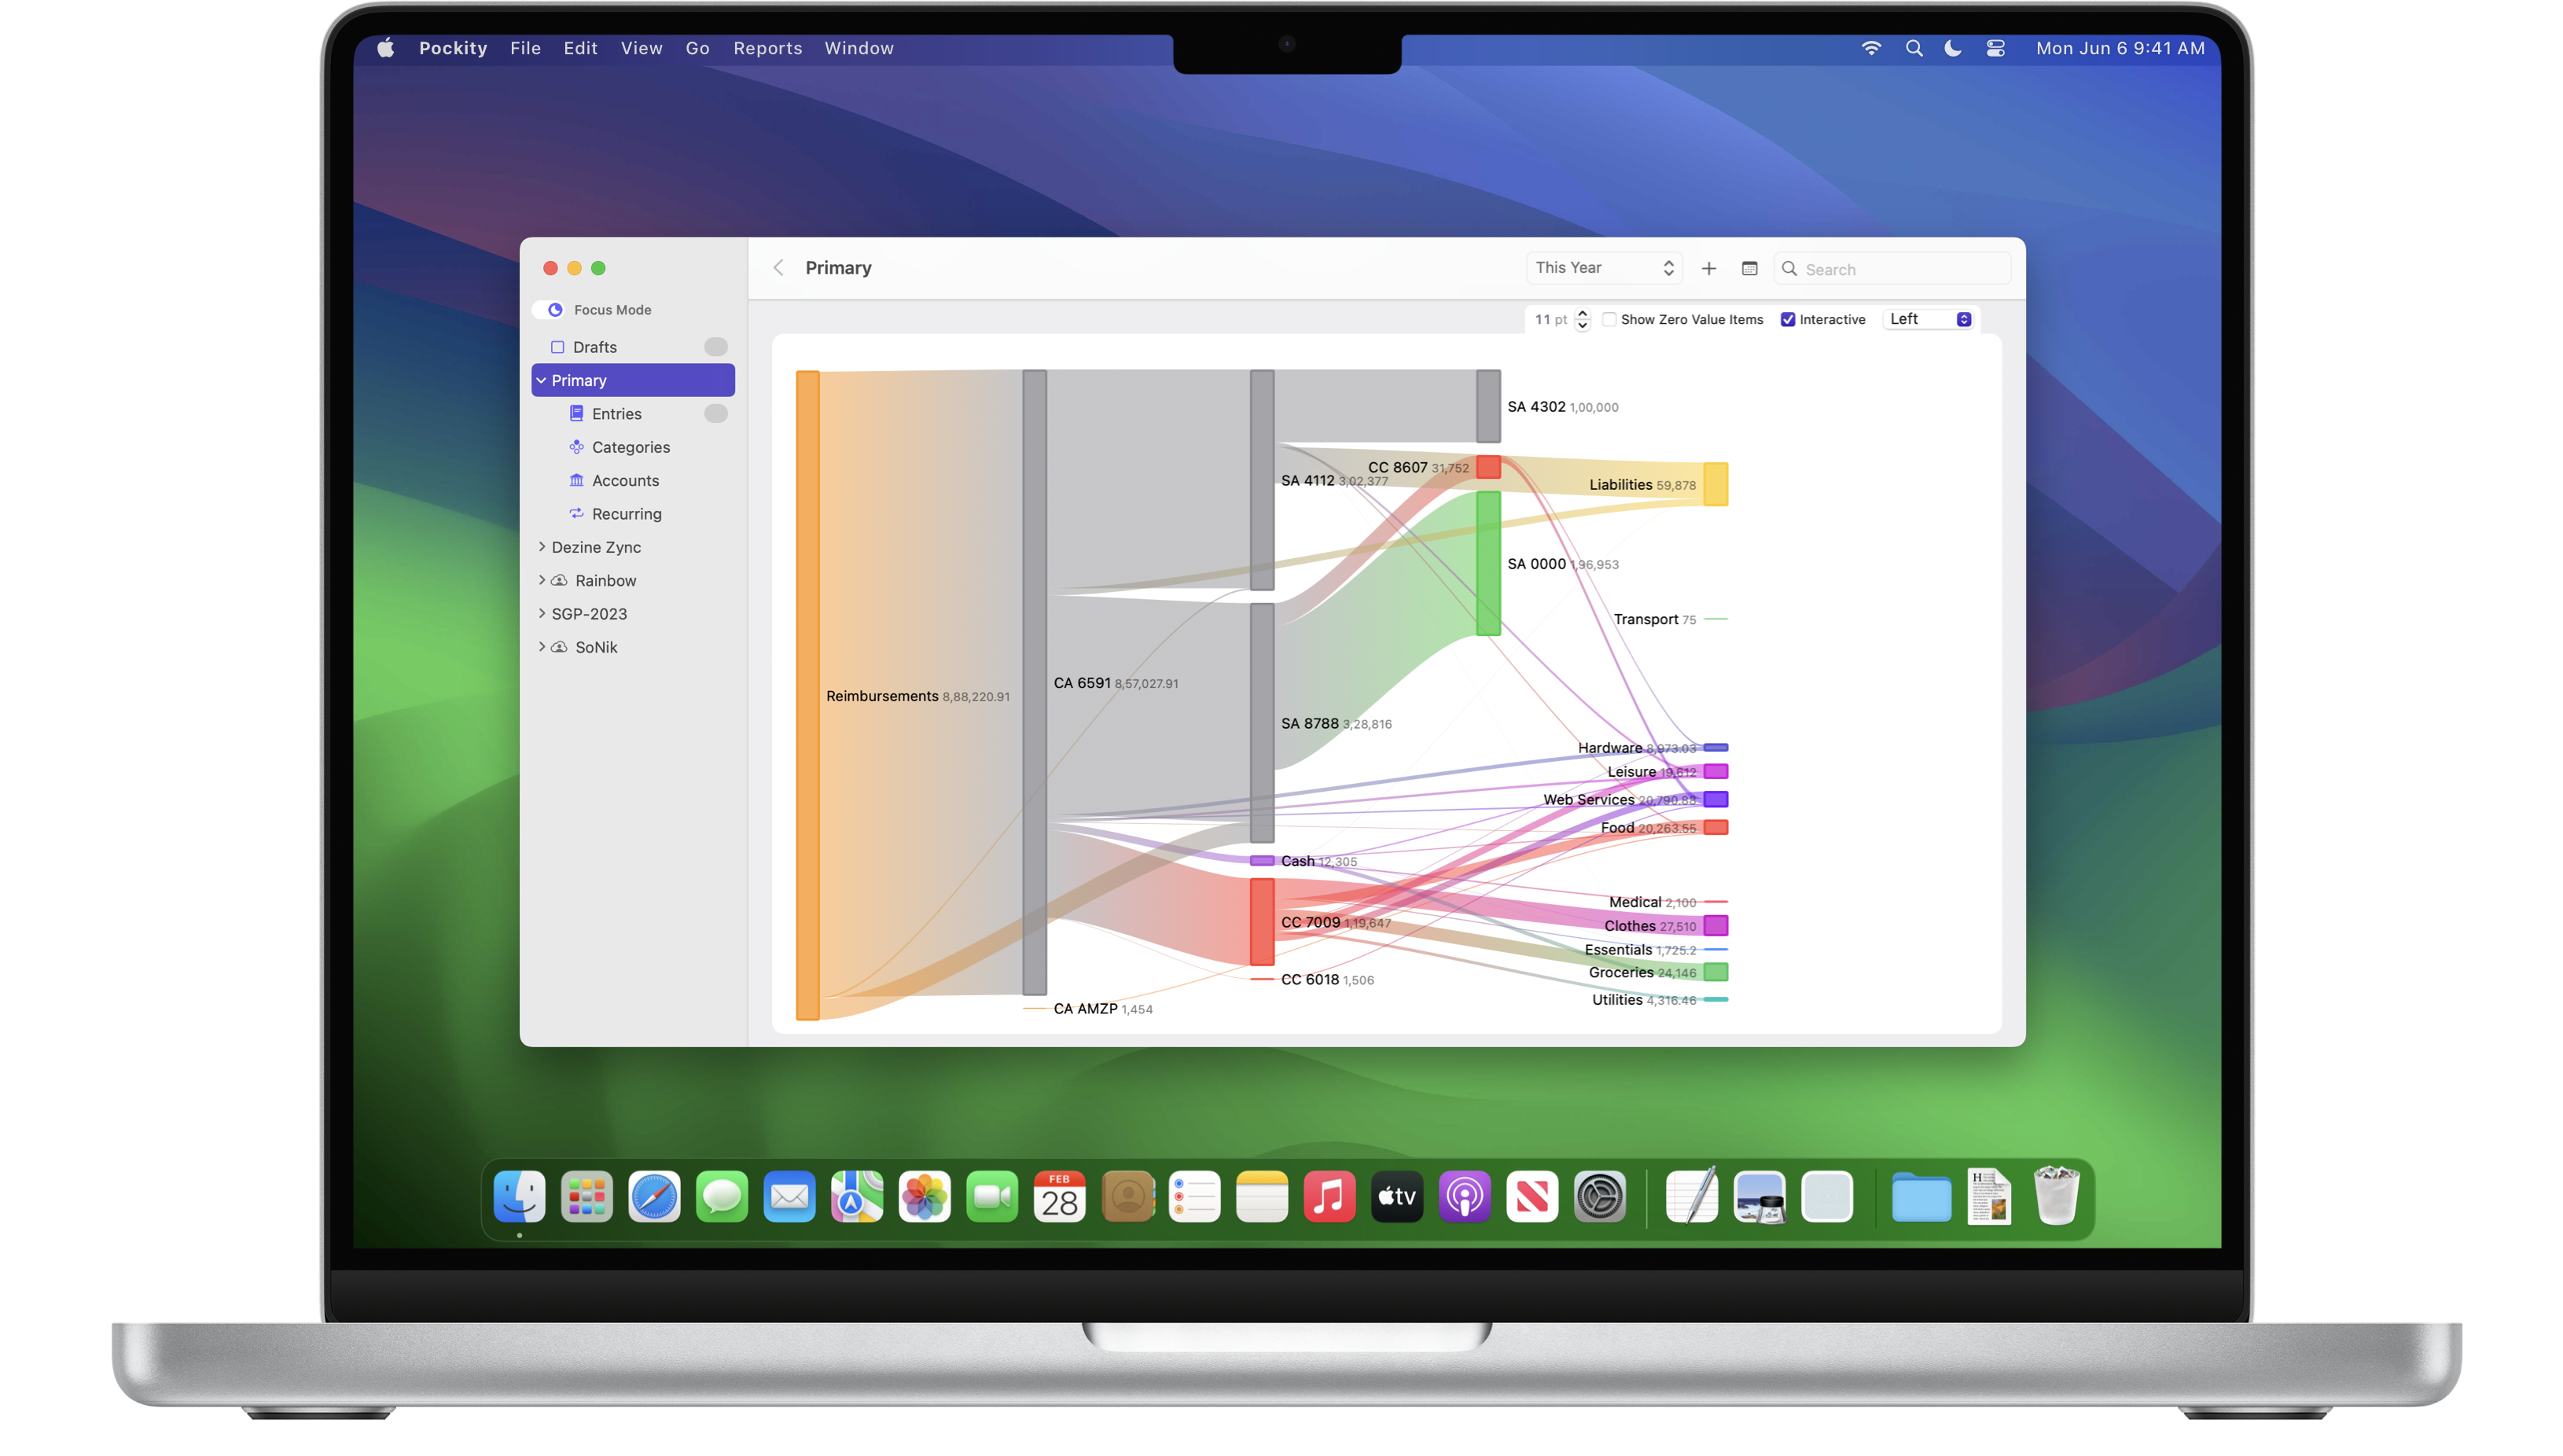 Pockity File Edit View Go Reports Window
Mon Jun 6 9:41 AM
Primary
This Year
Search
Focus Mode
11 pt
Show Zero Value Items
Interactive
Left
Drafts
Primary
Entries
Categories
Accounts
Recurring
Dezine Zync
Rainbow
SGP-2023
SoNik
SA 4302 1,00,000
CC 8607 31,752
SA 4112 3,02,377
Liabilities 59,878
SA 0000 1,96,953
Transport 75
CA 6591 8,57,027.91
Reimbursements 8,88,220.91
SA 8788 3,28,816
Hardware 8,973.03
Leisure 19,612
Web Services 20,790.88
Food 20,263.55
Cash 12,305
Medical 2,100
CC 7009 1,19,647
Clothes 27,510
Essentials 1,725.2
Groceries 24,146
CC 6018 1,506
Utilities 4,316.46
CA AMZP 1,454
FEB
28
tv